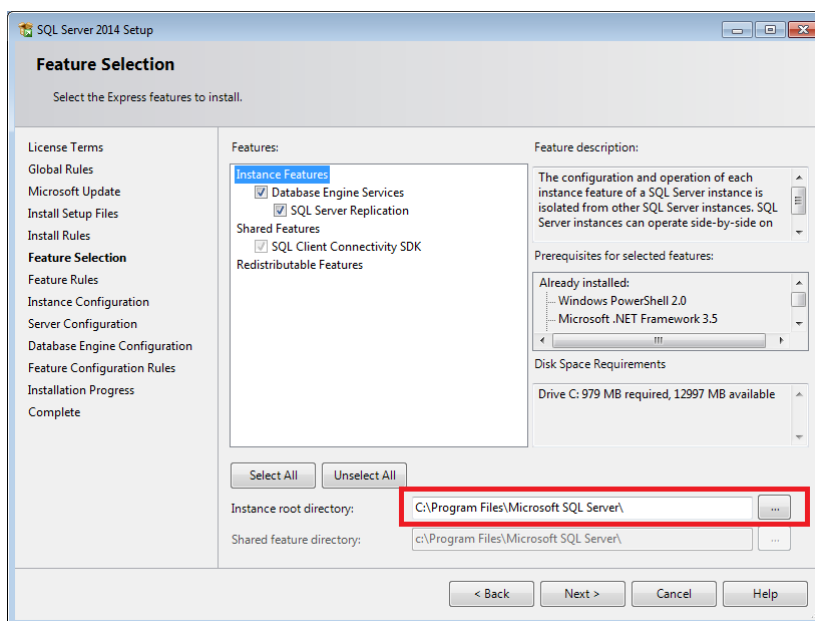 SQL Server 2014 Setup
Feature Selection
Select the Express features to install.
License Terms
Global Rules
Microsoft Update
Install Setup Files
Install Rules
Feature Selection
Feature Rules
Instance Configuration
Server Configuration
Database Engine Configuration
Feature Configuration Rules
Installation Progress
Complete
Features:
Instance Features
Database Engine Services
SQL Server Replication
Shared Features
SQL Client Connectivity SDK
Redistributable Features
Feature description:
The configuration and operation of each
instance feature of a SQL Server instance is
isolated from other SQL Server instances. SQL
Server instances can operate side-by-side on
Prerequisites for selected features:
Already installed:
Windows PowerShell 2.0
Microsoft .NET Framework 3.5
Disk Space Requirements
Drive C: 979 MB required, 12997 MB available
Select All
Unselect All
Instance root directory:
C:\Program Files\Microsoft SQL Server\
...
Shared feature directory:
c:\Program Files\Microsoft SQL Server\
...
< Back
Next >
Cancel
Help